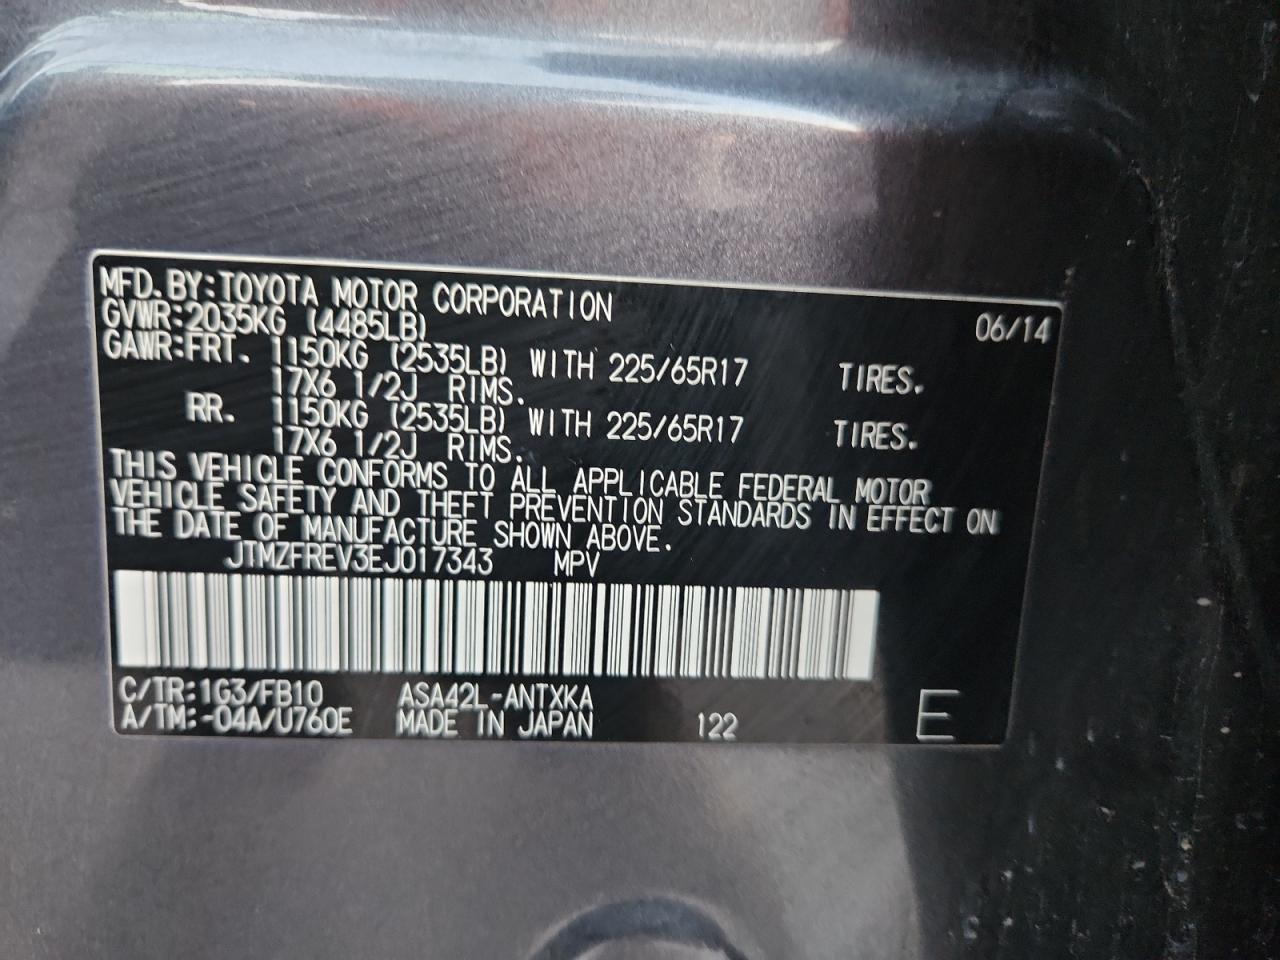 MFD. BY: TOYOTA MOTOR CORPORATION 06/14
GVWR: 2035KG (4485LB)
GAWR: FRT. 1150KG (2535LB) WITH 225/65R17 TIRES.
17X6 1/2J RIMS.
RR. 1150KG (2535LB) WITH 225/65R17 TIRES.
17X6 1/2J RIMS.
THIS VEHICLE CONFORMS TO ALL APPLICABLE FEDERAL MOTOR
VEHICLE SAFETY AND THEFT PREVENTION STANDARDS IN EFFECT ON
THE DATE OF MANUFACTURE SHOWN ABOVE.
JTMZFREV3EJ017343 MPV
C/TR: 1G3/FB10 ASA42L-ANTXKA
A/TM: -04A/U760E MADE IN JAPAN 122 E